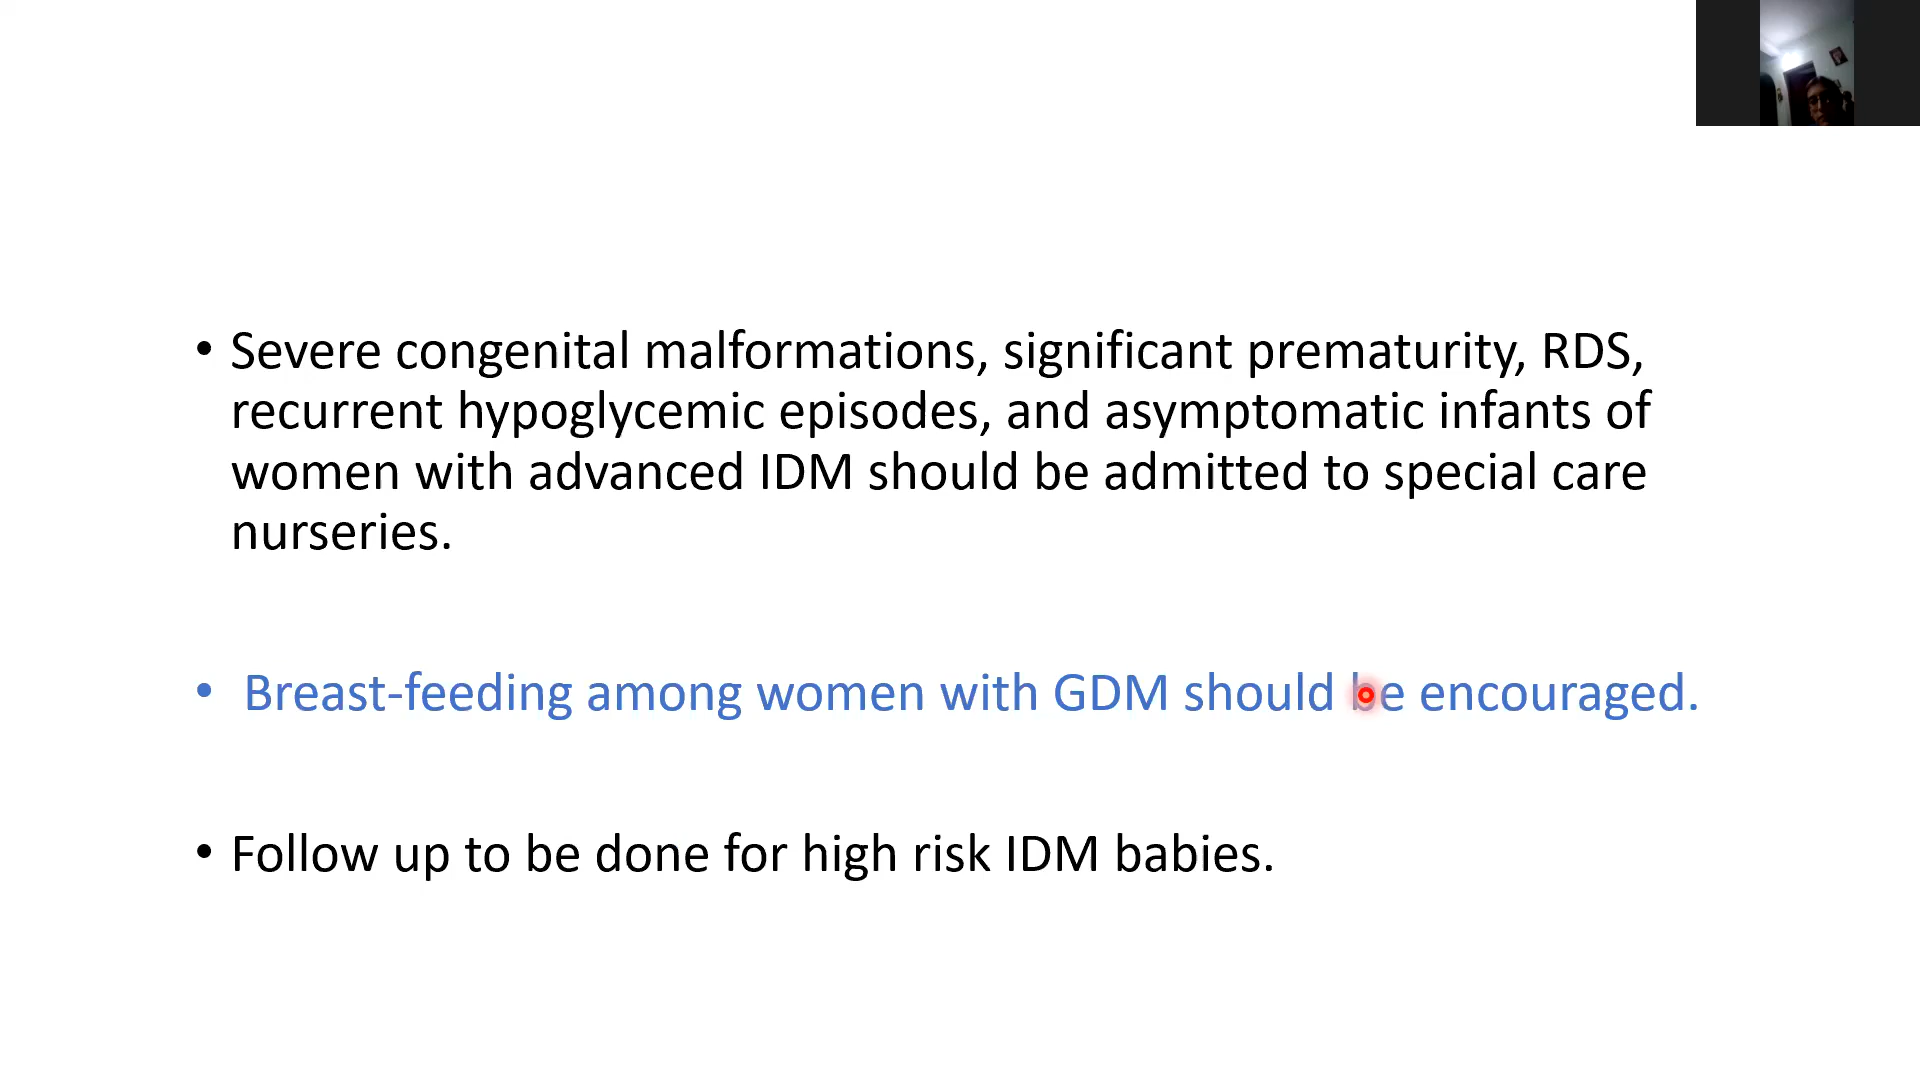 • Severe congenital malformations, significant prematurity, RDS,
recurrent hypoglycemic episodes, and asymptomatic infants of
women with advanced IDM should be admitted to special care
nurseries.
• Breast-feeding among women with GDM should be encouraged.
• Follow up to be done for high risk IDM babies.